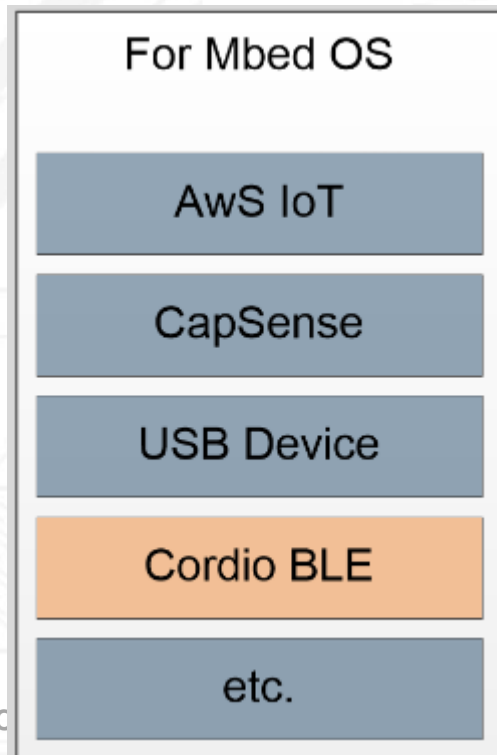 For Mbed OS
AwS IoT
CapSense
USB Device
Cordio BLE
etc.